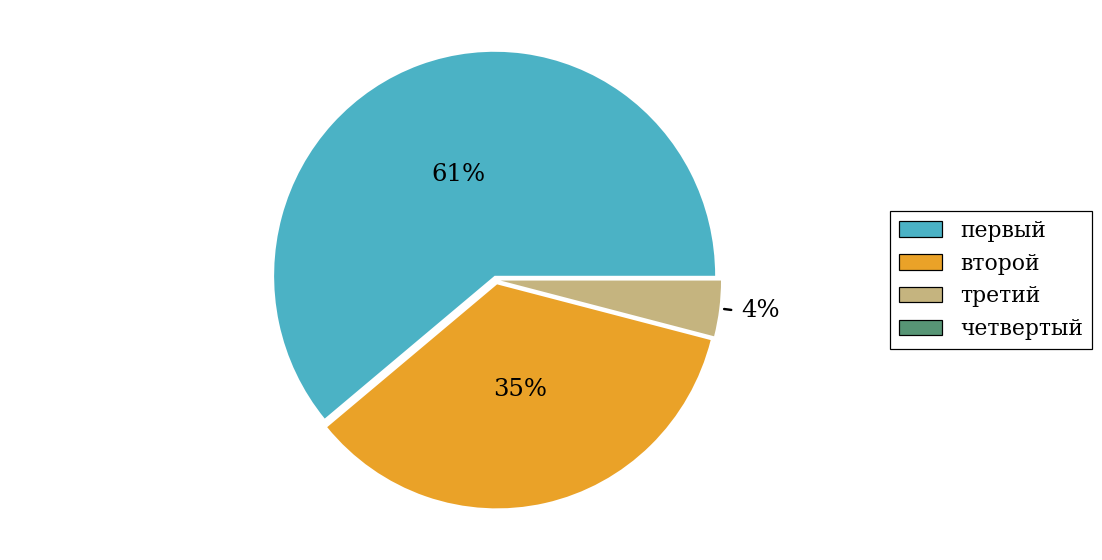 61%
35%
4%
первый
второй
третий
четвертый